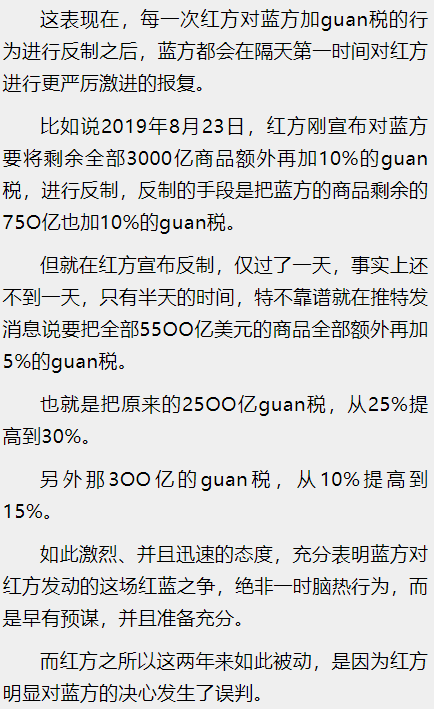 这表现在，每一次红方对蓝方加guan税的行
为进行反制之后，蓝方都会在隔天第一时间对红方
进行更严厉激进的报复。
比如说2019年8月23日，红方刚宣布对蓝方
要将剩余全部3000亿商品额外再加10%的guan
税，进行反制，反制的手段是把蓝方的商品剩余的
75O亿也加10%的guan税。
但就在红方宣布反制，仅过了一天，事实上还
不到一天，只有半天的时间，特不靠谱就在推特发
消息说要把全部55OO亿美元的商品全部额外再加
5%的guan税。
也就是把原来的25OO亿guan税，从25%提
高到30%。
另外那3OO亿的guan税，从10%提高到
15%。
如此激烈、并且迅速的态度，充分表明蓝方对
红方发动的这场红蓝之争，绝非一时脑热行为，而
是早有预谋，并且准备充分。
而红方之所以这两年来如此被动，是因为红方
明显对蓝方的决心发生了误判。